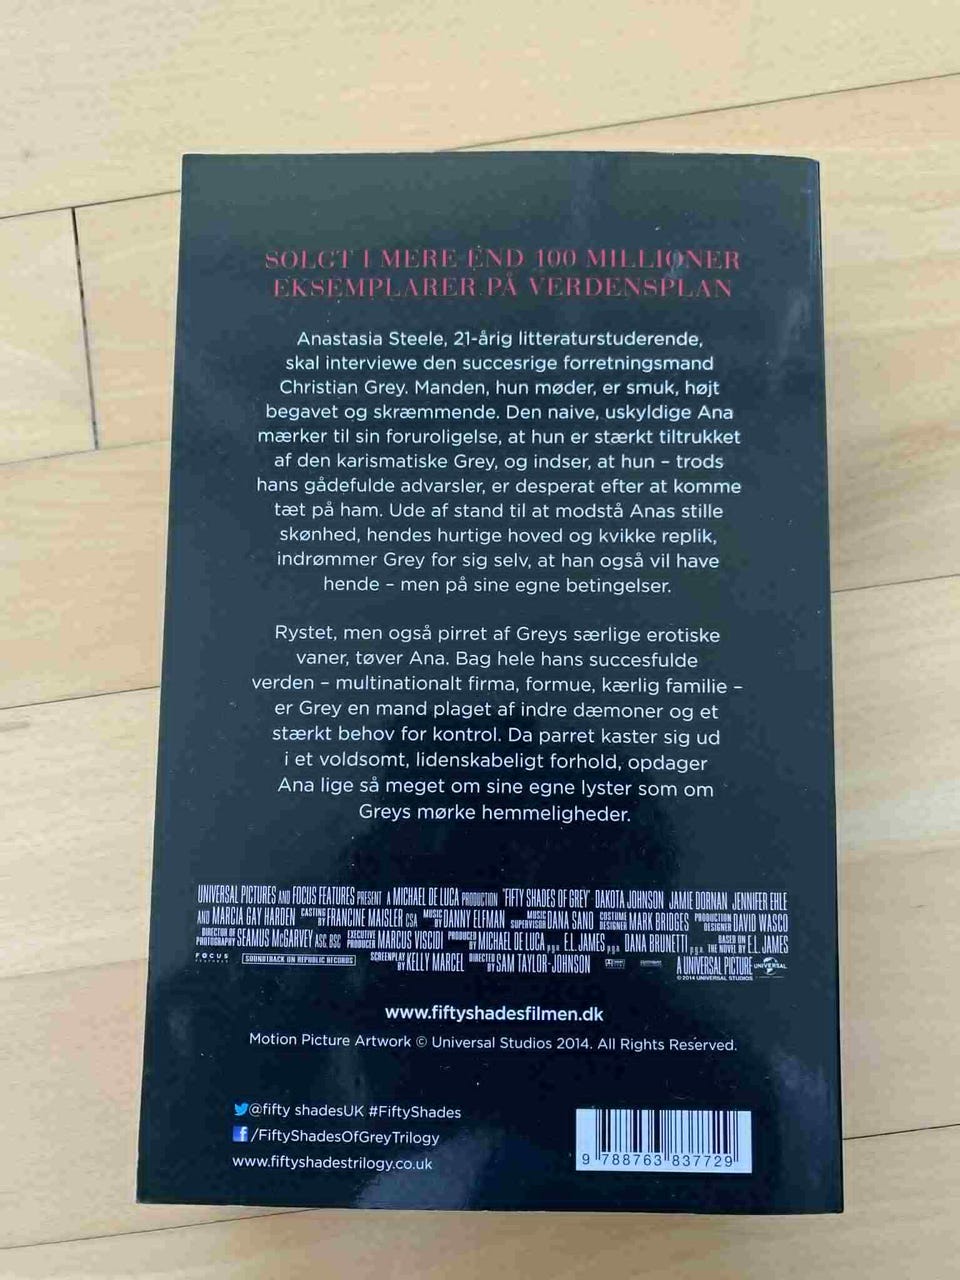 SOLGT I MERE END 100 MILLIONER
EKSEMPLARER PÅ VERDENSPLAN
Anastasia Steele, 21-årig litteraturstuderende,
skal interviewe den succesrige forretningsmand
Christian Grey. Manden, hun møder, er smuk, højt
begavet og skræmmende. Den naive, uskyldige Ana
mærker til sin foruroligelse, at hun er stærkt tiltrukket
af den karismatiske Grey, og indser, at hun – trods
hans gådefulde advarsler, er desperat efter at komme
tæt på ham. Ude af stand til at modstå Anas stille
skønhed, hendes hurtige hoved og kvikke replik,
indrømmer Grey for sig selv, at han også vil have
hende – men på sine egne betingelser.
Rystet, men også pirret af Greys særlige erotiske
vaner, tøver Ana. Bag hele hans succesfulde
verden – multinationalt firma, formue, kærlig familie –
er Grey en mand plaget af indre dæmoner og et
stærkt behov for kontrol. Da parret kaster sig ud
i et voldsomt, lidenskabeligt forhold, opdager
Ana lige så meget om sine egne lyster som om
Greys mørke hemmeligheder.
UNIVERSAL PICTURES AND FOCUS FEATURES PRESENT A MICHAEL DE LUCA PRODUCTION "FIFTY SHADES OF GREY" DAKOTA JOHNSON JAMIE DORNAN JENNIFER EHLE
AND MARCIA GAY HARDEN CASTING BY FRANCINE MAISLER CSA MUSIC BY DANNY ELFMAN MUSIC SUPERVISOR DANA SANO COSTUME DESIGNER MARK BRIDGES PRODUCTION DESIGNER DAVID WASCO
DIRECTOR OF PHOTOGRAPHY SEAMUS McGARVEY ASC, BSC EXECUTIVE PRODUCER MARCUS VISCIDI PRODUCED BY MICHAEL DE LUCA p.g.a. E.L. JAMES p.g.a. DANA BRUNETTI p.g.a. BASED ON THE NOVEL BY E.L. JAMES
FOCUS FEATURES SOUNDTRACK ON REPUBLIC RECORDS SCREENPLAY BY KELLY MARCEL DIRECTED BY SAM TAYLOR-JOHNSON A UNIVERSAL PICTURE UNIVERSAL
© 2014 UNIVERSAL STUDIOS
www.fiftyshadesfilmen.dk
Motion Picture Artwork © Universal Studios 2014. All Rights Reserved.
@fifty shadesUK #FiftyShades
/FiftyShadesOfGreyTrilogy
www.fiftyshadestrilogy.co.uk
9 788763 837729